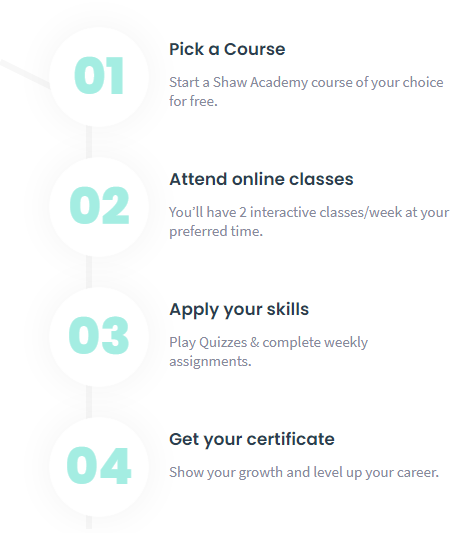 01
Pick a Course
Start a Shaw Academy course of your choice
for free.
02
Attend online classes
You'll have 2 interactive classes/week at your
preferred time.
03
Apply your skills
Play Quizzes & complete weekly
assignments.
04
Get your certificate
Show your growth and level up your career.